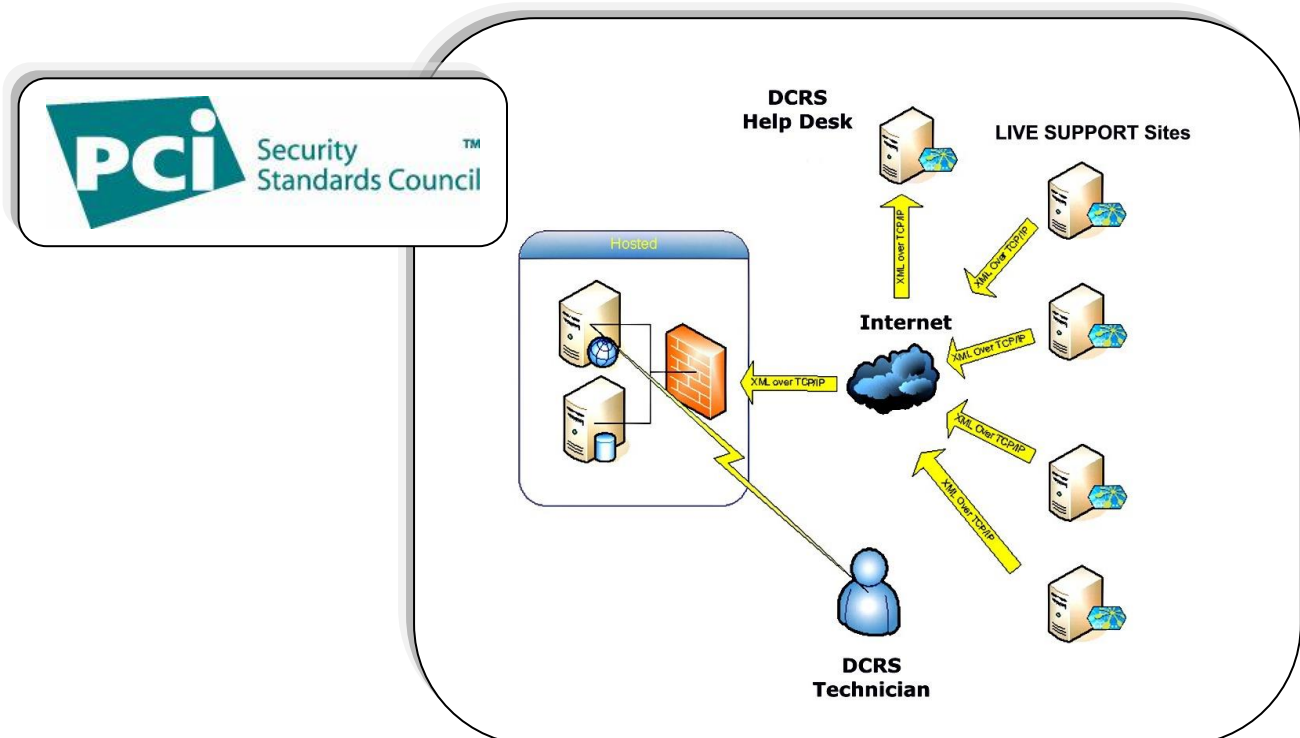 PCi
Security
Standards Council
TM
DCRS
Help Desk
LIVE SUPPORT Sites
Hosted
XML over TCP/IP
XML Over TCP/IP
Internet
XML Over TCP/IP
XML over TCP/IP
XML Over TCP/IP
XML Over TCP/IP
DCRS
Technician